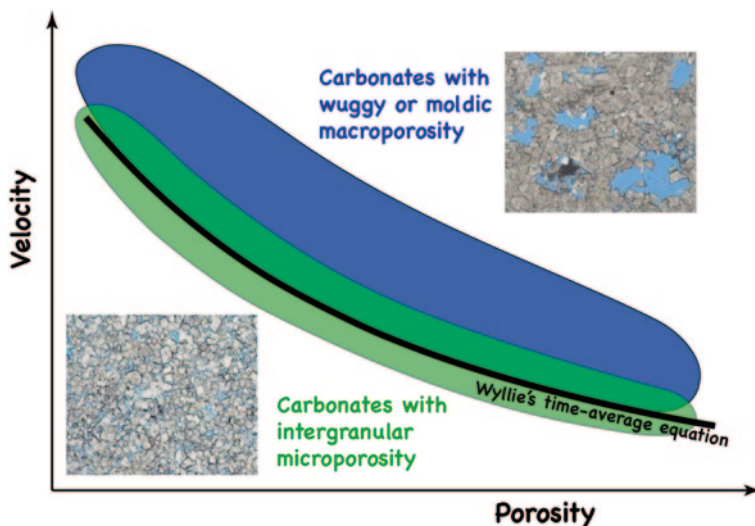 Carbonates with
wuggy or moldic
macroporosity
Velocity
Wyllie's time-average equation
Carbonates with
intergranular
microporosity
Porosity